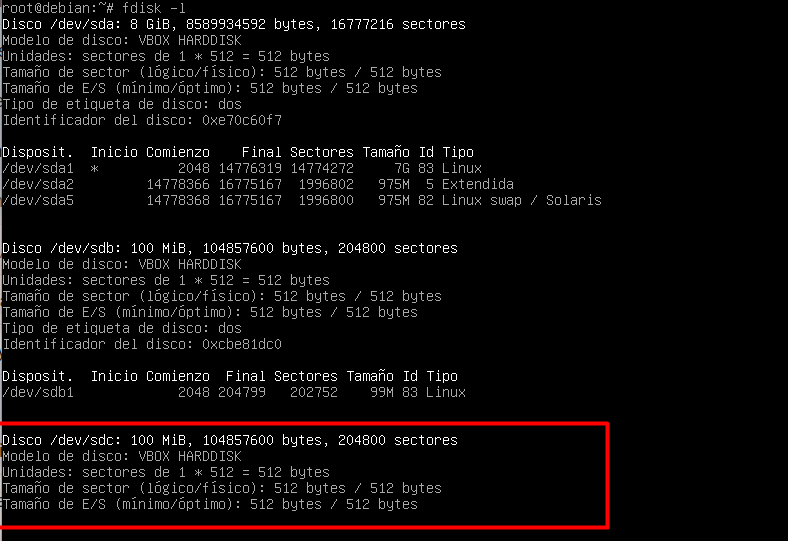 root@debian:~# fdisk -l
Disco /dev/sda: 8 GiB, 8589934592 bytes, 16777216 sectores
Modelo de disco: VBOX HARDDISK
Unidades: sectores de 1 * 512 = 512 bytes
Tamaño de sector (lógico/físico): 512 bytes / 512 bytes
Tamaño de E/S (mínimo/óptimo): 512 bytes / 512 bytes
Tipo de etiqueta de disco: dos
Identificador del disco: 0xe70c60f7
Disposit.  Inicio Comienzo    Final Sectores Tamaño Id Tipo
/dev/sda1  *          2048 14776319 14774272     7G 83 Linux
/dev/sda2         14778366 16775167  1996802   975M  5 Extendida
/dev/sda5         14778368 16775167  1996800   975M 82 Linux swap / Solaris
Disco /dev/sdb: 100 MiB, 104857600 bytes, 204800 sectores
Modelo de disco: VBOX HARDDISK
Unidades: sectores de 1 * 512 = 512 bytes
Tamaño de sector (lógico/físico): 512 bytes / 512 bytes
Tamaño de E/S (mínimo/óptimo): 512 bytes / 512 bytes
Tipo de etiqueta de disco: dos
Identificador del disco: 0xcbe81dc0
Disposit.  Inicio Comienzo  Final Sectores Tamaño Id Tipo
/dev/sdb1             2048 204799   202752    99M 83 Linux
Disco /dev/sdc: 100 MiB, 104857600 bytes, 204800 sectores
Modelo de disco: VBOX HARDDISK
Unidades: sectores de 1 * 512 = 512 bytes
Tamaño de sector (lógico/físico): 512 bytes / 512 bytes
Tamaño de E/S (mínimo/óptimo): 512 bytes / 512 bytes